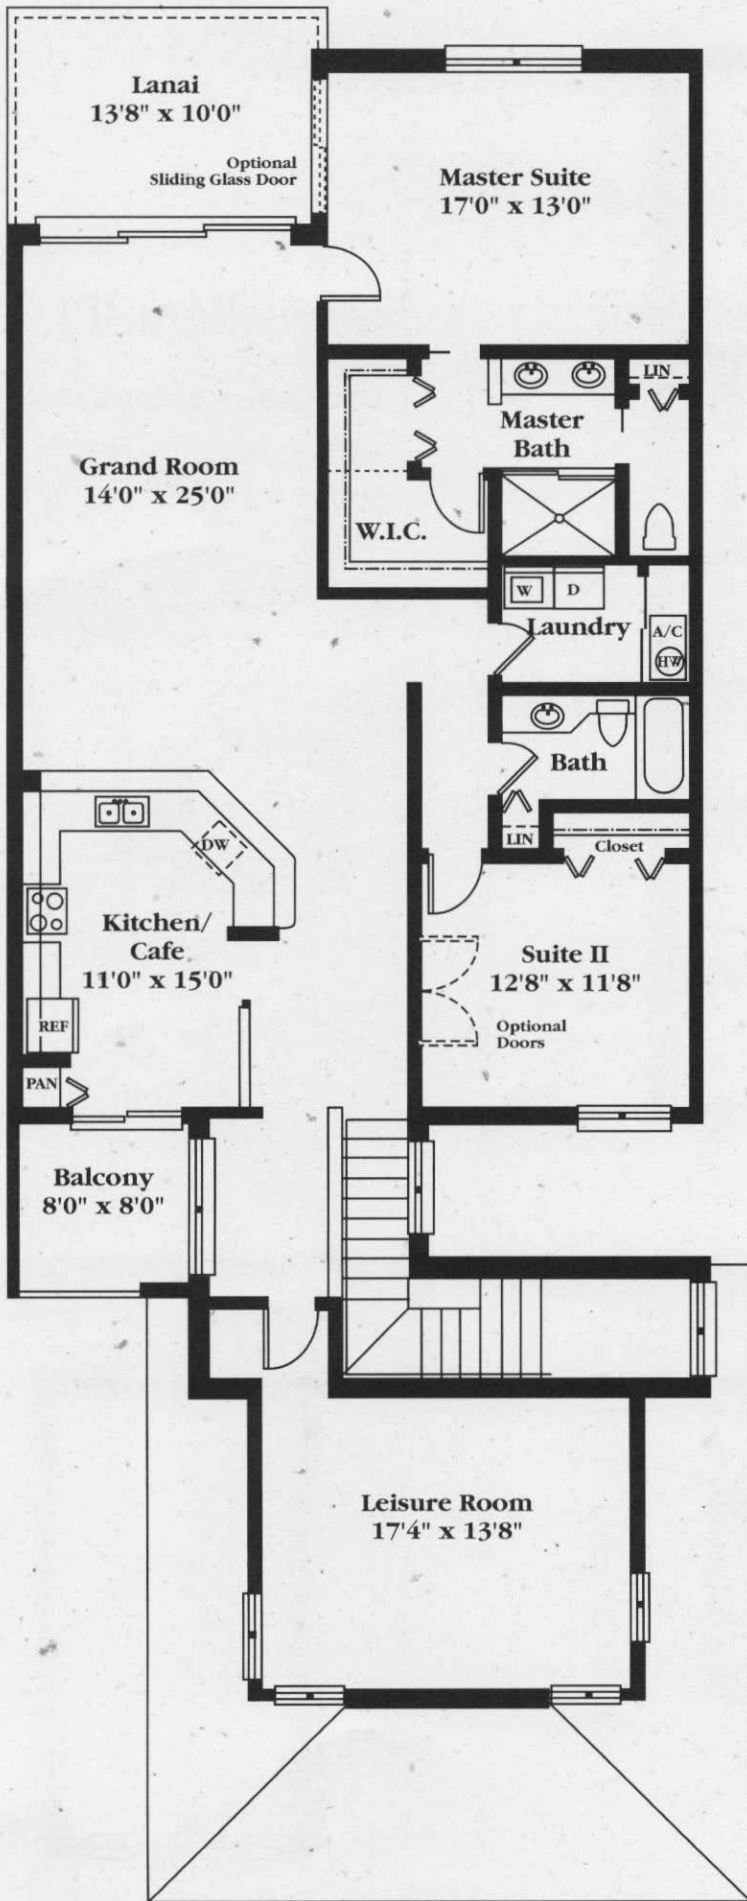 Lanai
13'8" x 10'0"
Optional
Sliding Glass Door
Master Suite
17'0" x 13'0"
LIN
Master
Bath
Grand Room
14'0" x 25'0"
W.I.C.
W
D
Laundry
A/C
HW
Bath
DW
LIN
Closet
Kitchen/
Cafe
11'0" x 15'0"
Suite II
12'8" x 11'8"
REF
Optional
Doors
PAN
Balcony
8'0" x 8'0"
Leisure Room
17'4" x 13'8"